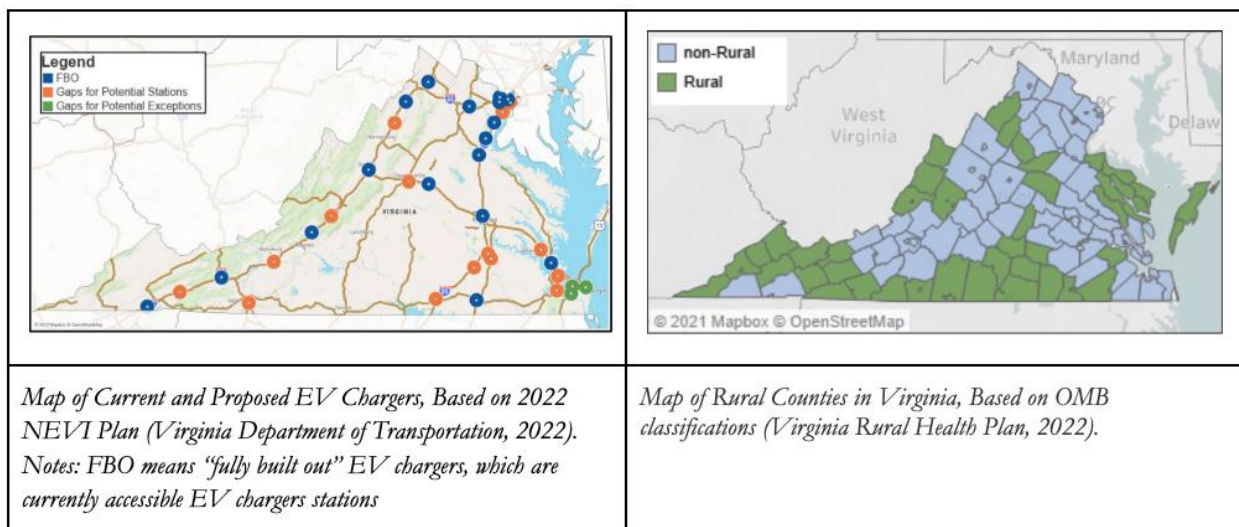 Legend
FBO
Gaps for Potential Stations
Gaps for Potential Exceptions
VIRGINIA
non-Rural
Rural
Maryland
West
Virginia
Delaw
© 2021 Mapbox © OpenStreetMap
Map of Current and Proposed EV Chargers, Based on 2022
NEVI Plan (Virginia Department of Transportation, 2022).
Notes: FBO means “fully built out” EV chargers, which are
currently accessible EV chargers stations
Map of Rural Counties in Virginia, Based on OMB
classifications (Virginia Rural Health Plan, 2022).